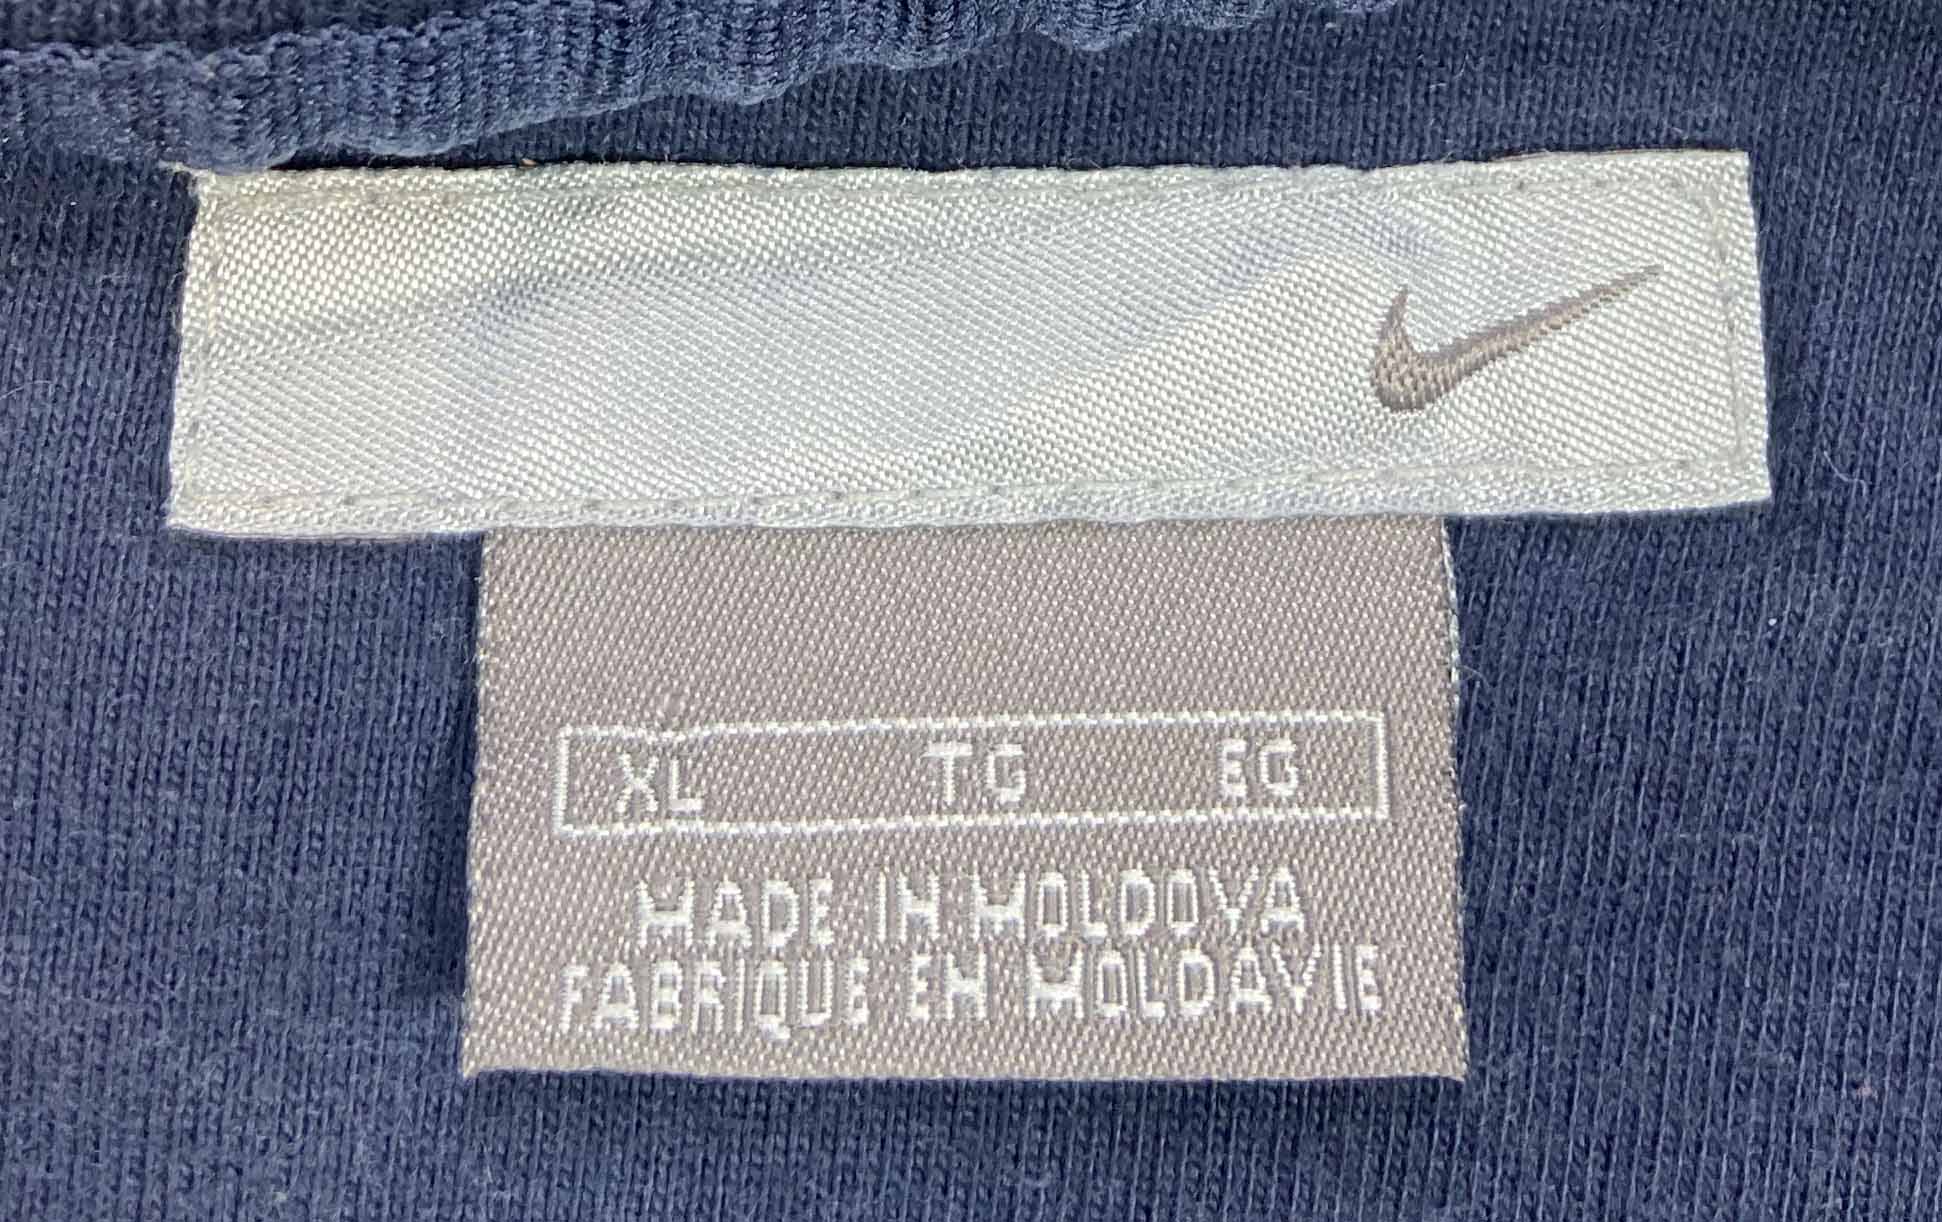 XL TG EG
MADE IN MOLDOVA
FABRIQUE EN MOLDAVIE